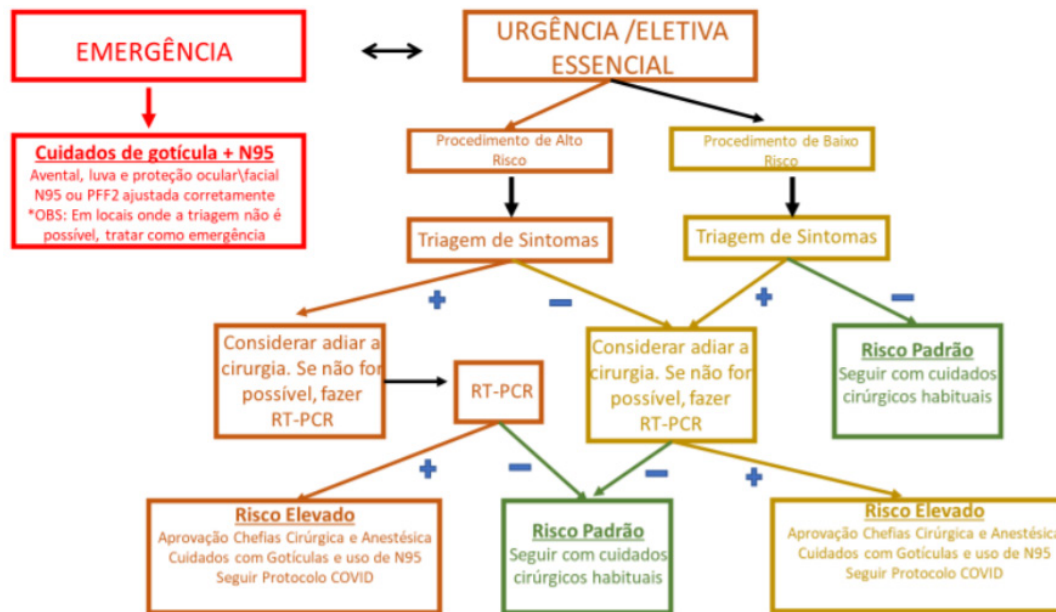 EMERGÊNCIA
URGÊNCIA /ELETIVA
ESSENCIAL
Cuidados de gotícula + N95
Avental, luva e proteção ocular\facial
N95 ou PFF2 ajustada corretamente
*OBS: Em locais onde a triagem não é
possível, tratar como emergência
Procedimento de Alto
Risco
Procedimento de Baixo
Risco
Triagem de Sintomas
Triagem de Sintomas
+
−
+
−
Considerar adiar a
cirurgia. Se não for
possível, fazer
RT-PCR
RT-PCR
Considerar adiar a
cirurgia. Se não for
possível, fazer
RT-PCR
Risco Padrão
Seguir com cuidados
cirúrgicos habituais
+
−
−
+
Risco Elevado
Aprovação Chefias Cirúrgica e Anestésica
Cuidados com Gotículas e uso de N95
Seguir Protocolo COVID
Risco Padrão
Seguir com cuidados
cirúrgicos habituais
Risco Elevado
Aprovação Chefias Cirúrgica e Anestésica
Cuidados com Gotículas e uso de N95
Seguir Protocolo COVID